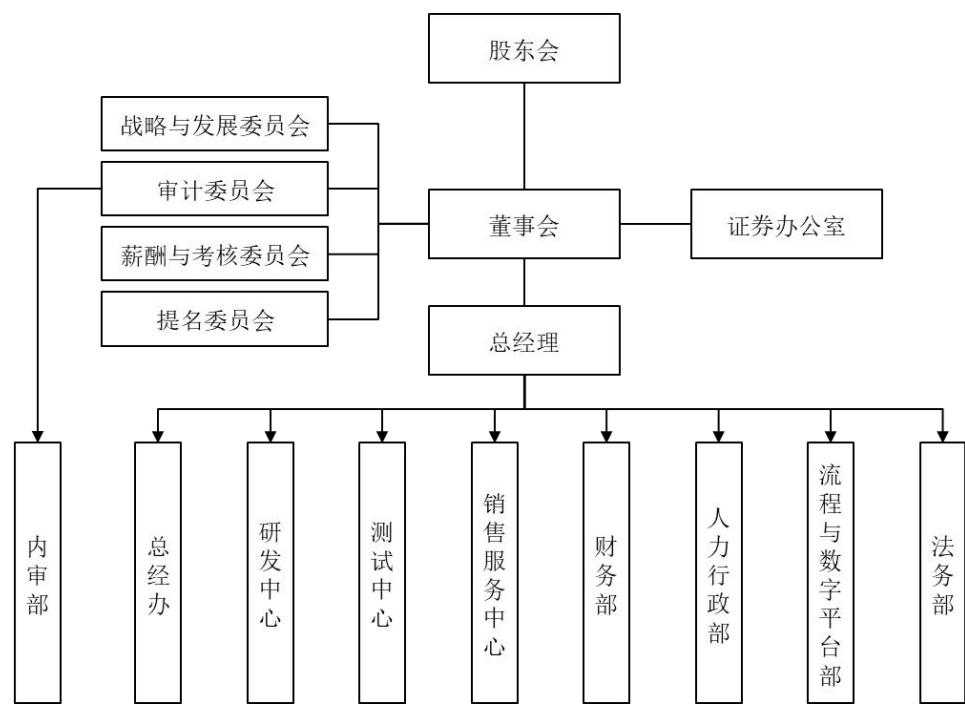 股东会
战略与发展委员会
审计委员会
薪酬与考核委员会
提名委员会
董事会
证券办公室
总经理
内审部
总经办
研发中心
测试中心
销售服务中心
财务部
人力行政部
流程与数字平台部
法务部